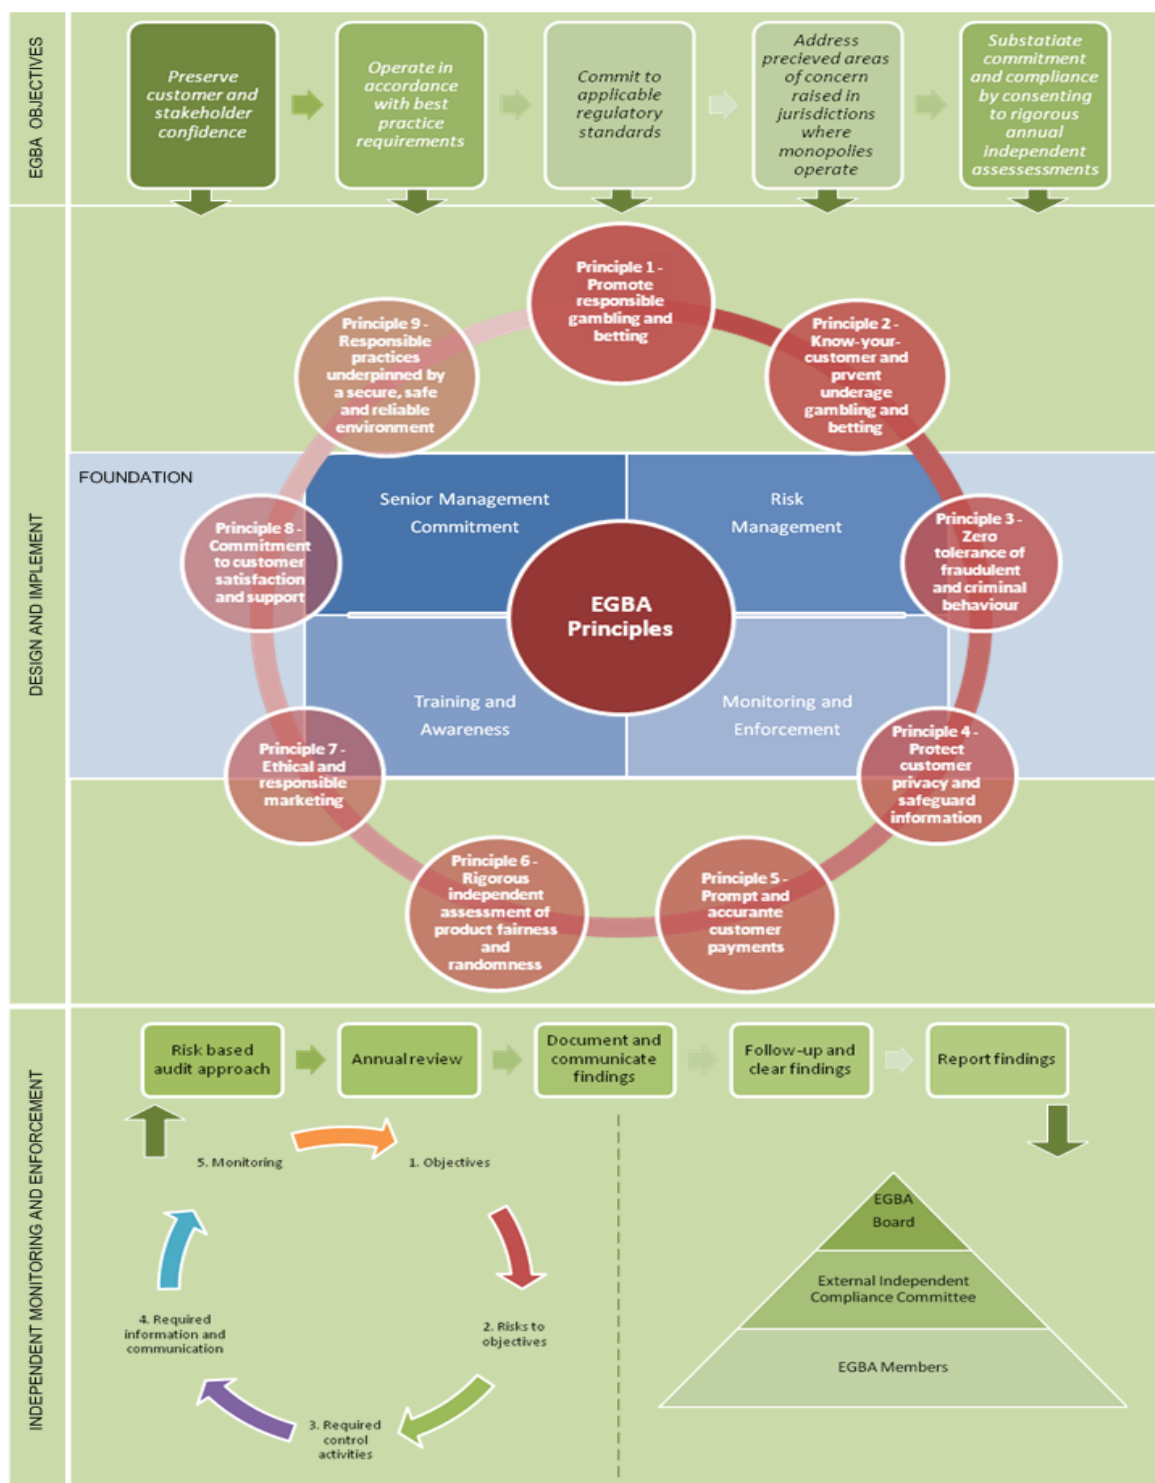 EGBA OBJECTIVES
Preserve
customer and
stakeholder
confidence
Operate in
accordance
with best
practice
requirements
Commit to
applicable
regulatory
standards
Address
precieved areas
of concern
raised in
jurisdictions
where
monopolies
operate
Substatiate
commitment
and compliance
by consenting
to rigorous
annual
independent
assessessments
DESIGN AND IMPLEMENT
Principle 1 -
Promote
responsible
gambling and
betting
Principle 2 -
Know-your-
customer and
prvent
underage
gambling and
betting
Principle 9 -
Responsible
practices
underpinned by
a secure, safe
and reliable
environment
FOUNDATION
Senior Management
Commitment
Risk
Management
Principle 8 -
Commitment
to customer
satisfaction
and support
Principle 3 -
Zero
tolerance of
fraudulent
and criminal
behaviour
EGBA
Principles
Training and
Awareness
Monitoring and
Enforcement
Principle 7 -
Ethical and
responsible
marketing
Principle 4 -
Protect
customer
privacy and
safeguard
information
Principle 6 -
Rigorous
independent
assessment of
product fairness
and
randomness
Principle 5 -
Prompt and
accurante
customer
payments
INDEPENDENT MONITORING AND ENFORCEMENT
Risk based
audit approach
Annual review
Document and
communicate
findings
Follow-up and
clear findings
Report findings
5. Monitoring
1. Objectives
4. Required
information and
communication
2. Risks to
objectives
3. Required
control
activities
EGBA
Board
External Independent
Compliance Committee
EGBA Members